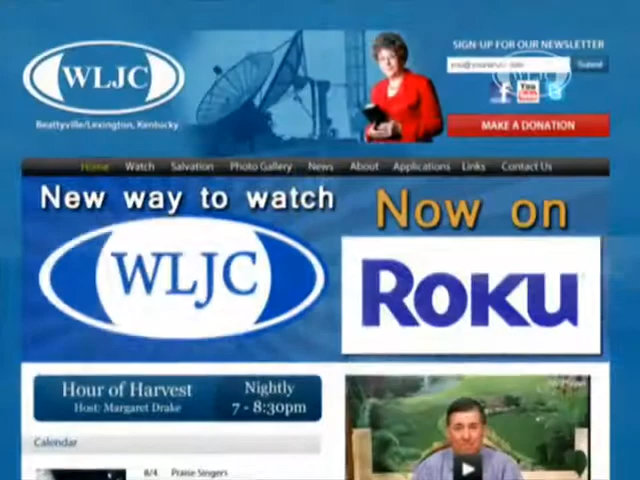 WLJC
Beattyville/Lexington, Kentucky
SIGN-UP FOR OUR NEWSLETTER
Submit
You
MAKE A DONATION
Home Watch Salvation Photo Gallery News About Applications Links Contact Us
New way to watch
WLJC
Now on
ROKU
Hour of Harvest
Host: Margaret Drake
Nightly
7 - 8:30pm
Calendar
8/4 Praise Singers